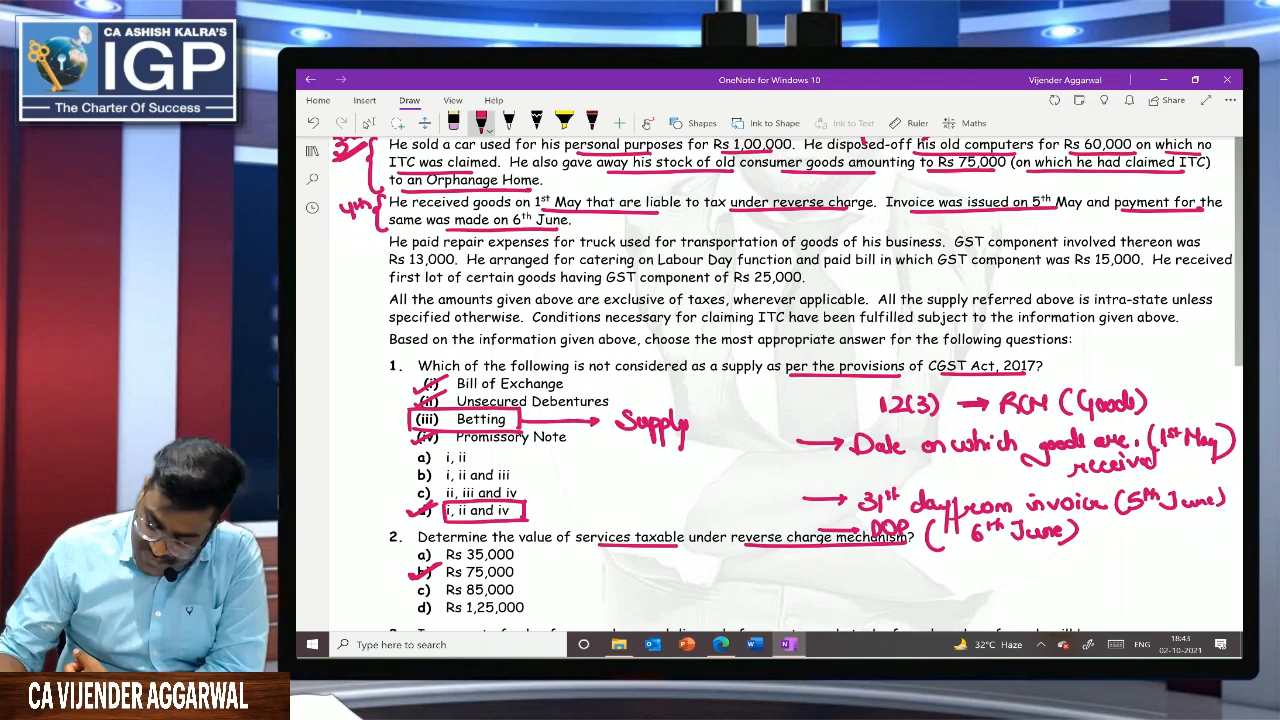 CA ASHISH KALRA'S
IGP
The Charter Of Success
OneNote for Windows 10
Vijender Aggarwal
Home Insert Draw View Help
Share
Shapes Ink to Shape Ink to Text Ruler Maths
3rd He sold a car used for his personal purposes for Rs 1,00,000. He disposed-off his old computers for Rs 60,000 on which no
ITC was claimed. He also gave away his stock of old consumer goods amounting to Rs 75,000 (on which he had claimed ITC)
to an Orphanage Home.
4th He received goods on 1st May that are liable to tax under reverse charge. Invoice was issued on 5th May and payment for the
same was made on 6th June.
He paid repair expenses for truck used for transportation of goods of his business. GST component involved thereon was
Rs 13,000. He arranged for catering on Labour Day function and paid bill in which GST component was Rs 15,000. He received
first lot of certain goods having GST component of Rs 25,000.
All the amounts given above are exclusive of taxes, wherever applicable. All the supply referred above is intra-state unless
specified otherwise. Conditions necessary for claiming ITC have been fulfilled subject to the information given above.
Based on the information given above, choose the most appropriate answer for the following questions:
1. Which of the following is not considered as a supply as per the provisions of CGST Act, 2017?
(i) Bill of Exchange
(ii) Unsecured Debentures
(iii) Betting → Supply
(iv) Promissory Note
a) i, ii
b) i, ii and iii
c) ii, iii and iv
d) i, ii and iv
12(3) → RCM (Goods)
→ Date on which goods are received (1st May)
→ 31st day from invoice (5th June)
→ DOP (6th June)
2. Determine the value of services taxable under reverse charge mechanism?
a) Rs 35,000
b) Rs 75,000
c) Rs 85,000
d) Rs 1,25,000
Type here to search
32°C Haze
ENG
18:43
02-10-2021
CA VIJENDER AGGARWAL